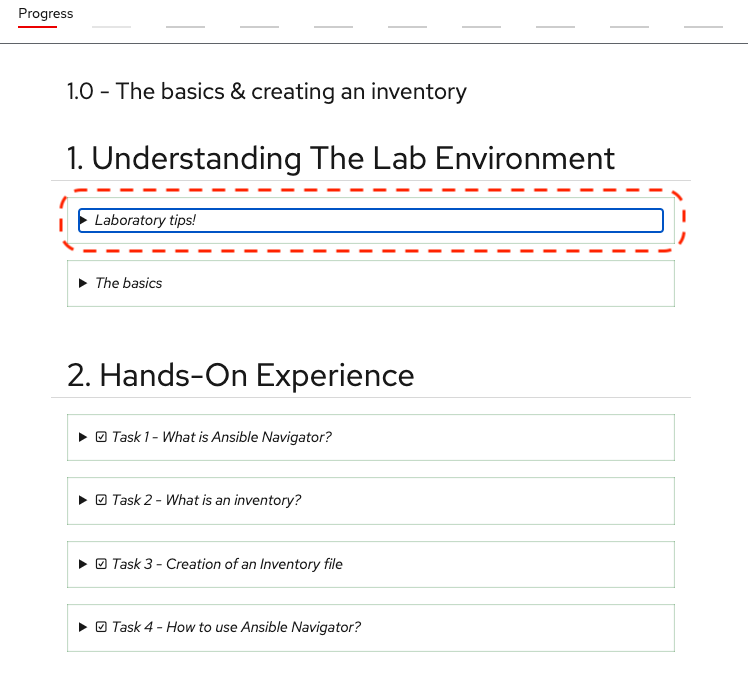 Progress
1.0 - The basics & creating an inventory
1. Understanding The Lab Environment
Laboratory tips!
The basics
2. Hands-On Experience
Task 1 - What is Ansible Navigator?
Task 2 - What is an inventory?
Task 3 - Creation of an Inventory file
Task 4 - How to use Ansible Navigator?